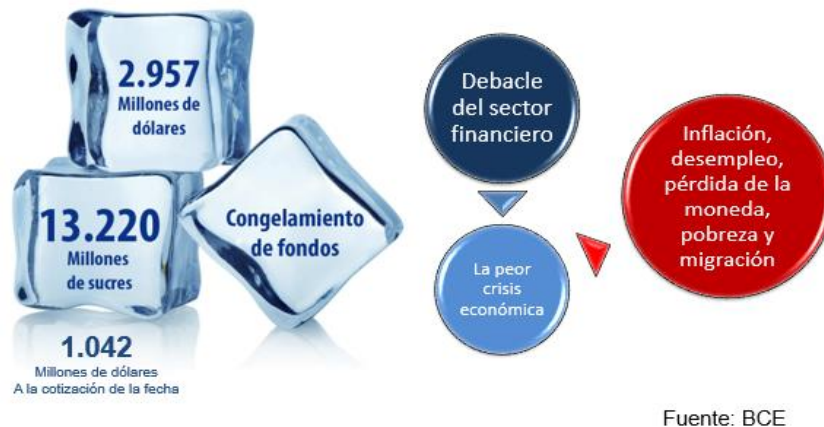 2.957
Millones de
dólares
13.220
Millones
de sucres
Congelamiento
de fondos
1.042
Millones de dólares
A la cotización de la fecha
Debacle
del sector
financiero
La peor
crisis
económica
Inflación,
desempleo,
pérdida de la
moneda,
pobreza y
migración
Fuente: BCE